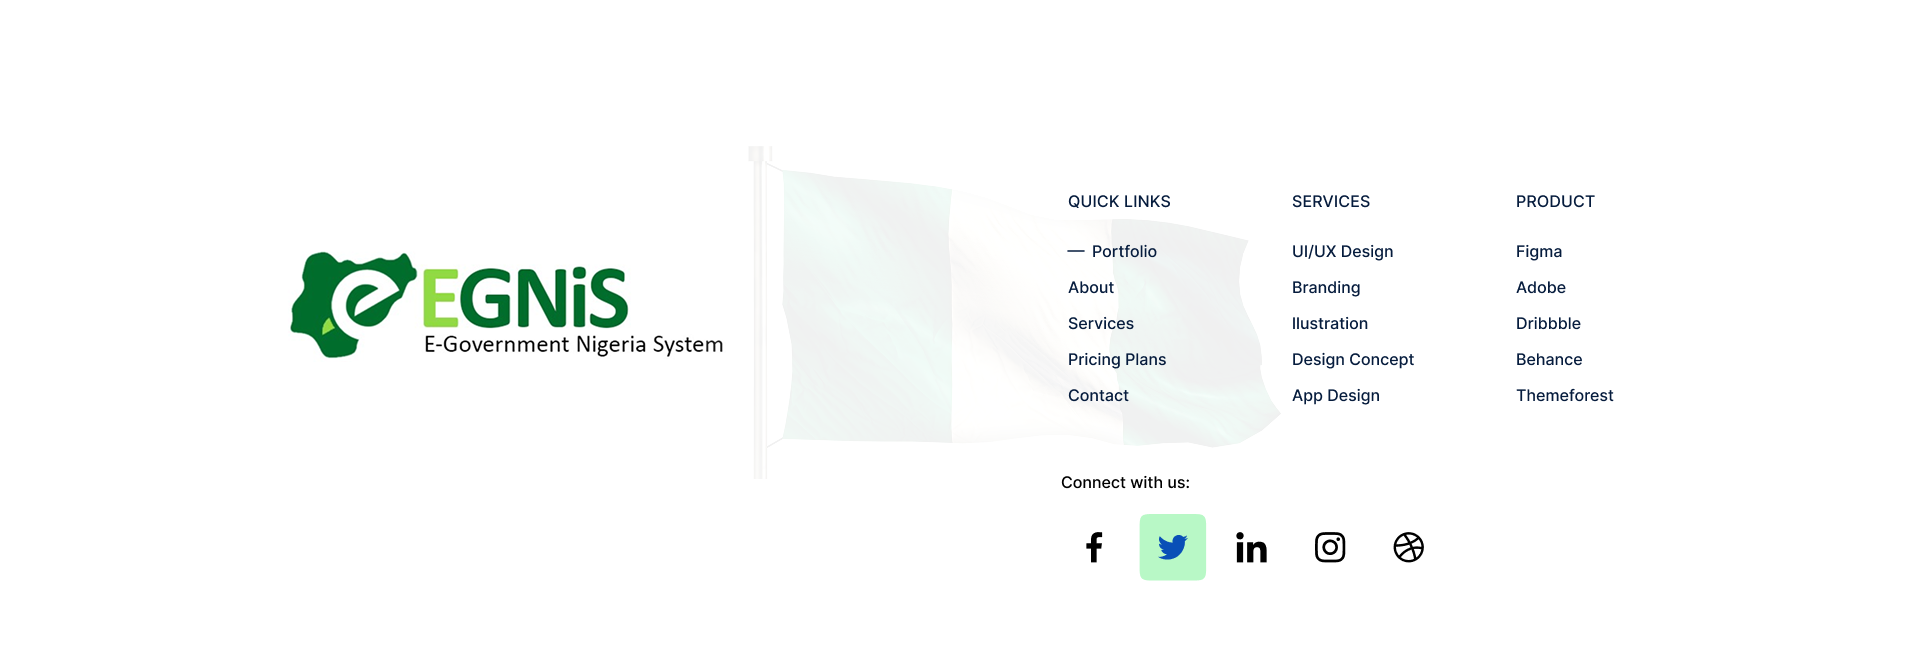 EGNiS
E-Government Nigeria System
QUICK LINKS
— Portfolio
About
Services
Pricing Plans
Contact
SERVICES
UI/UX Design
Branding
llustration
Design Concept
App Design
PRODUCT
Figma
Adobe
Dribbble
Behance
Themeforest
Connect with us: